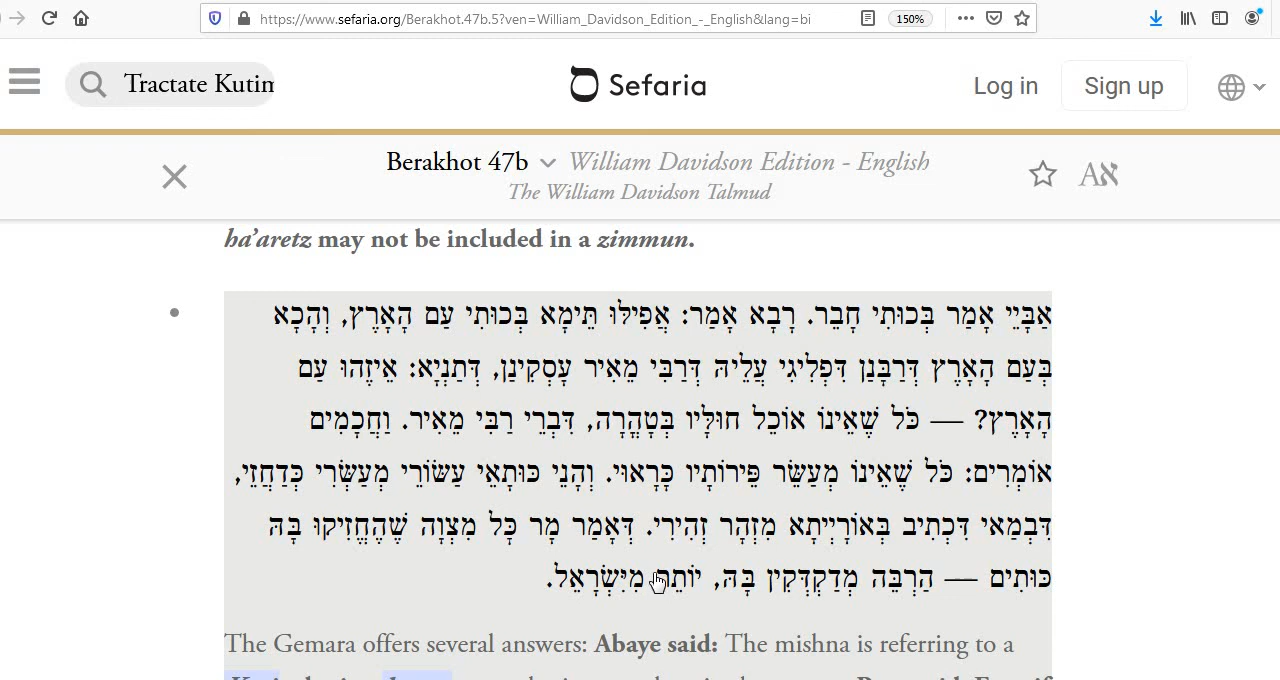 https://www.sefaria.org/Berakhot.47b.5?ven=William_Davidson_Edition_-_English&lang=bi
150%
Tractate Kutim
Sefaria
Log in
Sign up
Berakhot 47b
William Davidson Edition - English
The William Davidson Talmud
Aא
ha’aretz may not be included in a zimmun.
אַבָּיֵי אָמַר בְּכוּתִי חָבֵר. רָבָא אָמַר: אֲפִילּוּ תֵּימָא בְּכוּתִי עַם הָאָרֶץ, וְהָכָא
בְּעַם הָאָרֶץ דְּרַבָּנַן דִּפְלִיגִי עֲלֵיהּ דְּרַבִּי מֵאִיר עָסְקִינַן, דְּתַנְיָא: אֵיזֶהוּ עַם
הָאָרֶץ? — כֹּל שֶׁאֵינוֹ אוֹכֵל חוּלָּיו בְּטָהֳרָה, דִּבְרֵי רַבִּי מֵאִיר. וַחֲכָמִים
אוֹמְרִים: כֹּל שֶׁאֵינוֹ מְעַשֵּׂר פֵּירוֹתָיו כָּרָאוּי. וְהָנֵי כּוּתָאֵי עַשּׂוֹרֵי מְעַשְּׂרִי כְּדַחֲזֵי,
דִּבְמַאי דִּכְתִיב בְּאוֹרָיְיתָא מִזְהָר זְהִירִי. דְּאָמַר מָר כׇּל מִצְוָה שֶׁהֶחֱזִיקוּ בָּהּ
כּוּתִים — הַרְבֵּה מְדַקְדְּקִין בָּהּ, יוֹתֵר מִיִּשְׂרָאֵל.
The Gemara offers several answers: Abaye said: The mishna is referring to a